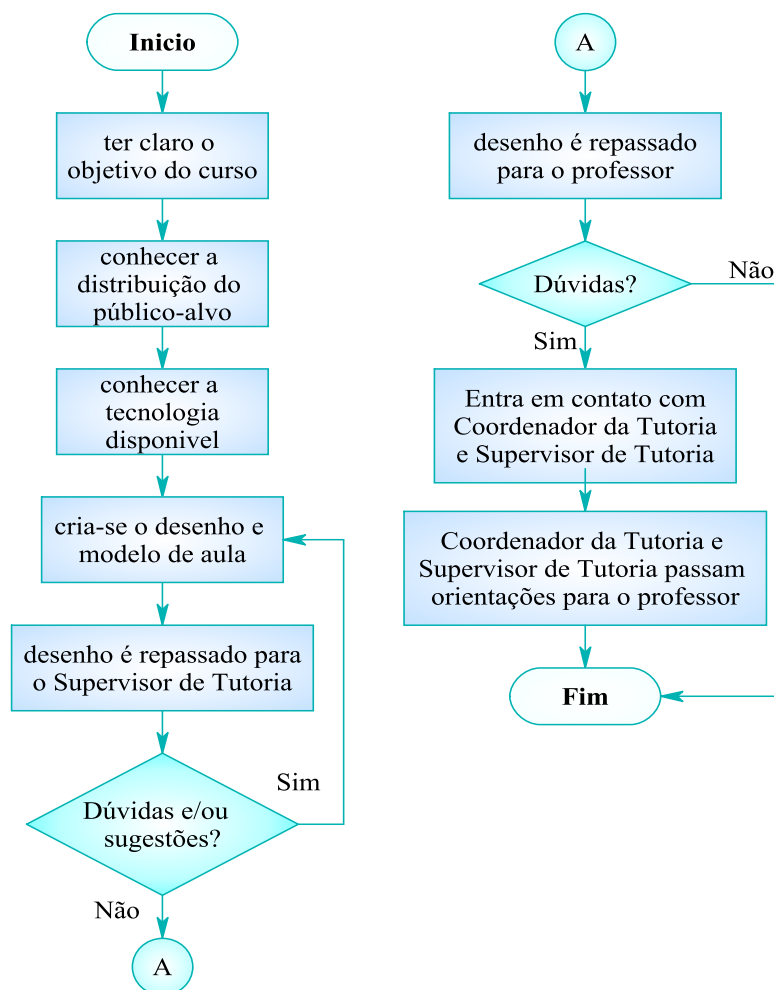 Inicio
ter claro o
objetivo do curso
conhecer a
distribuição do
público-alvo
conhecer a
tecnologia
disponivel
cria-se o desenho e
modelo de aula
desenho é repassado para
o Supervisor de Tutoria
Sim
Dúvidas e/ou
sugestões?
Não
A
A
desenho é repassado
para o professor
Dúvidas?
Não
Sim
Entra em contato com
Coordenador da Tutoria
e Supervisor de Tutoria
Coordenador da Tutoria e
Supervisor de Tutoria passam
orientações para o professor
Fim